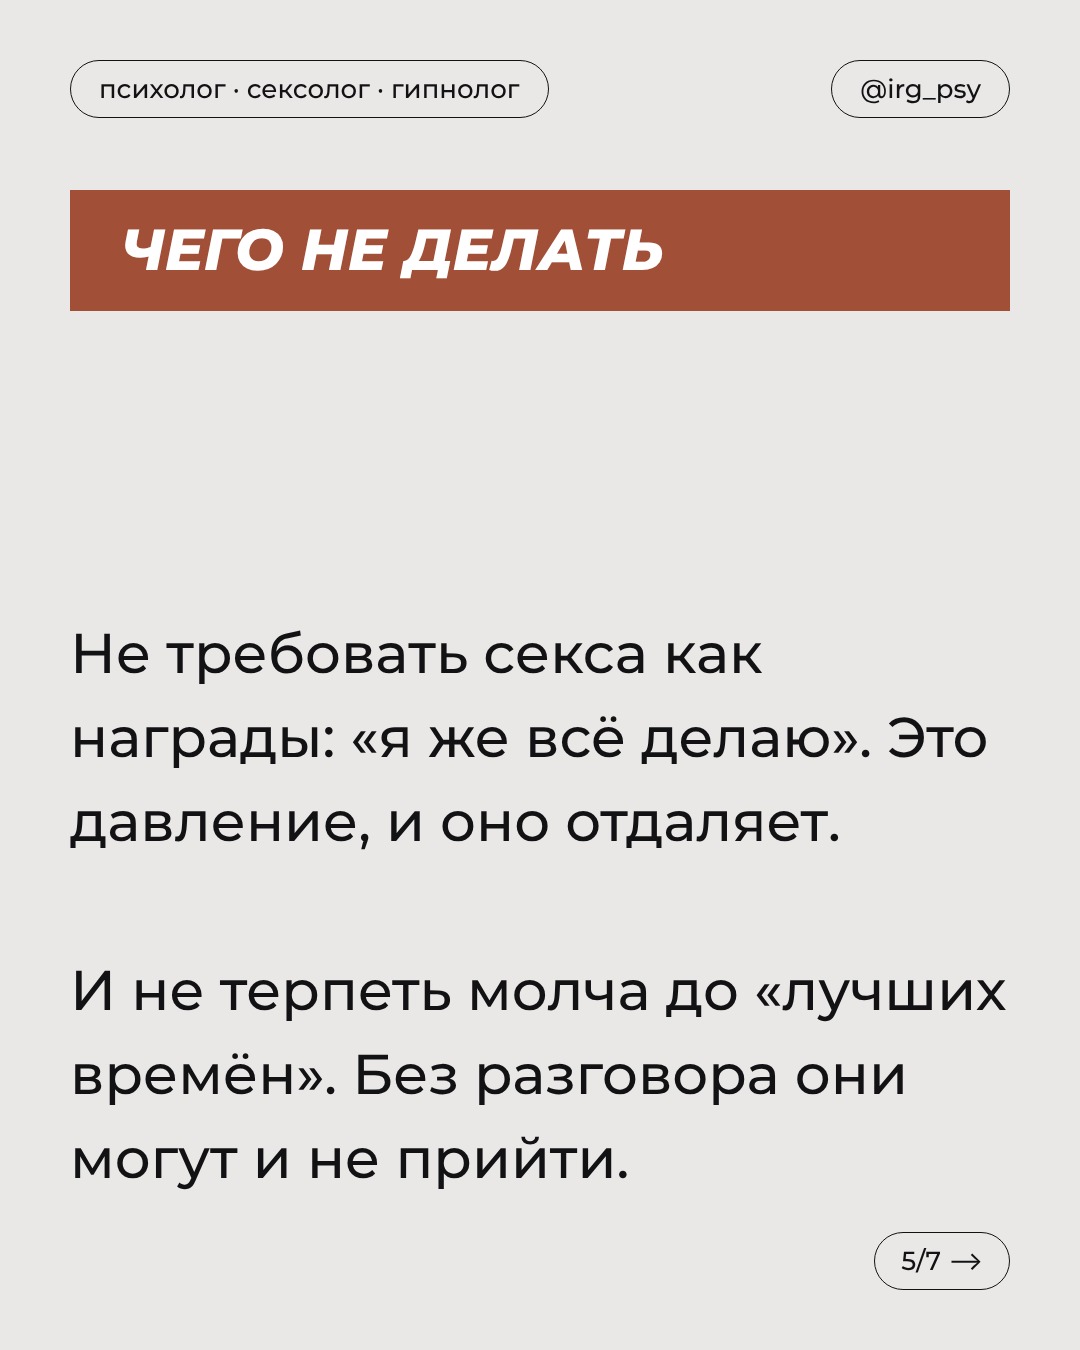 психолог · сексолог · гипнолог
@irg_psy
ЧЕГО НЕ ДЕЛАТЬ
Не требовать секса как
награды: «я же всё делаю». Это
давление, и оно отдаляет.
И не терпеть молча до «лучших
времён». Без разговора они
могут и не прийти.
5/7 →